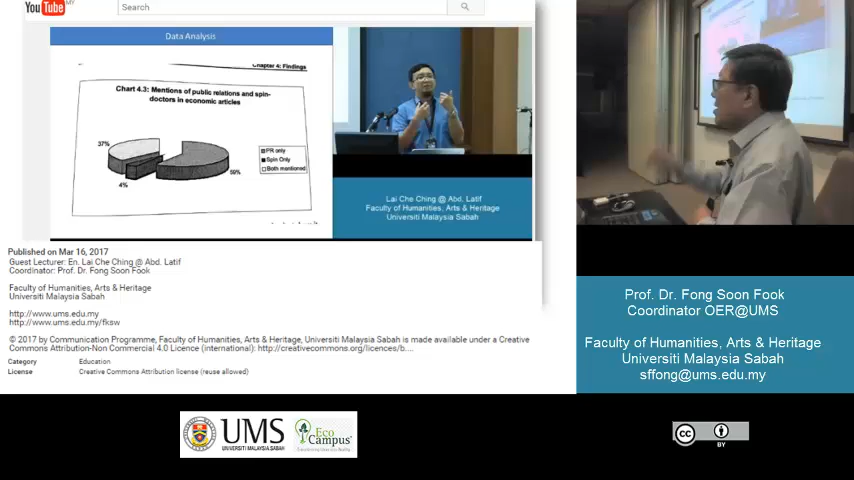 You Tube MY
Search
Data Analysis
Chapter 4: Findings
Chart 4.3: Mentions of public relations and spin-
doctors in economic articles
37%
4%
59%
PR only
Spin Only
Both mentioned
Lai Che Ching @ Abd. Latif
Faculty of Humanities, Arts & Heritage
Universiti Malaysia Sabah
Published on Mar 16, 2017
Guest Lecturer: En. Lai Che Ching @ Abd. Latif
Coordinator: Prof. Dr. Fong Soon Fook
Faculty of Humanities, Arts & Heritage
Universiti Malaysia Sabah
http://www.ums.edu.my
http://www.ums.edu.my/fksw
© 2017 by Communication Programme, Faculty of Humanities, Arts & Heritage, Universiti Malaysia Sabah is made available under a Creative
Commons Attribution-Non Commercial 4.0 Licence (international): http://creativecommons.org/licences/b....
Category Education
License Creative Commons Attribution license (reuse allowed)
Prof. Dr. Fong Soon Fook
Coordinator OER@UMS
Faculty of Humanities, Arts & Heritage
Universiti Malaysia Sabah
sffong@ums.edu.my
UMS
UNIVERSITI MALAYSIA SABAH
Eco
Campus
cc
BY